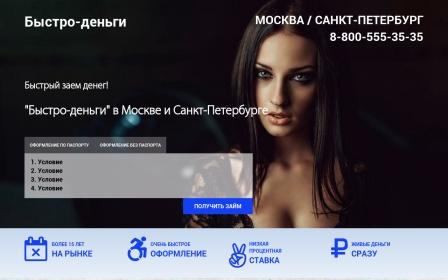 Быстро-деньги
МОСКВА / САНКТ-ПЕТЕРБУРГ
8-800-555-35-35
Быстрый заем денег!
"Быстро-деньги" в Москве и Санкт-Петербурге
ОФОРМЛЕНИЕ ПО ПАСПОРТУ
ОФОРМЛЕНИЕ БЕЗ ПАСПОРТА
1. Условие
2. Условие
3. Условие
4. Условие
ПОЛУЧИТЬ ЗАЙМ
БОЛЕЕ 15 ЛЕТ
НА РЫНКЕ
ОЧЕНЬ БЫСТРОЕ
ОФОРМЛЕНИЕ
НИЗКАЯ
ПРОЦЕНТНАЯ
СТАВКА
ЖИВЫЕ ДЕНЬГИ
СРАЗУ